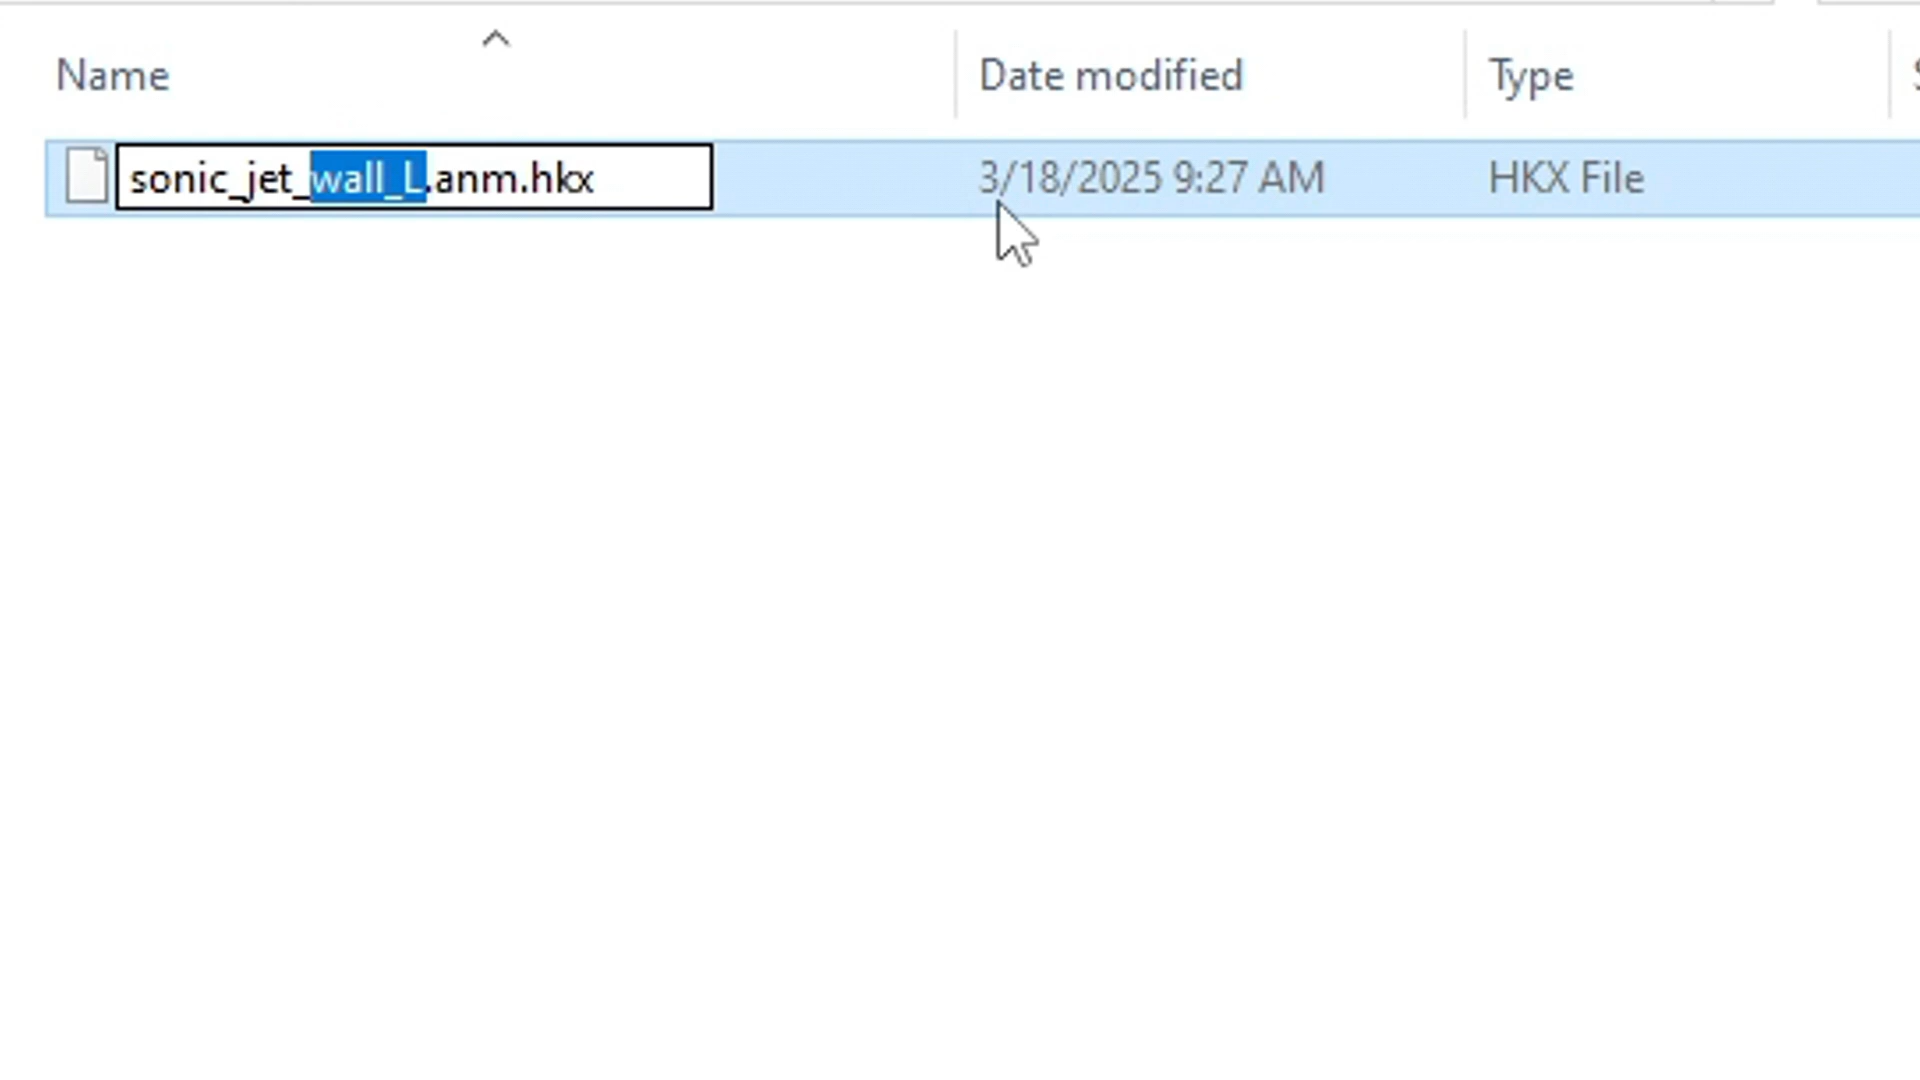 Name Date modified Type
sonic_jet_wall_L.anm.hkx 3/18/2025 9:27 AM HKX File